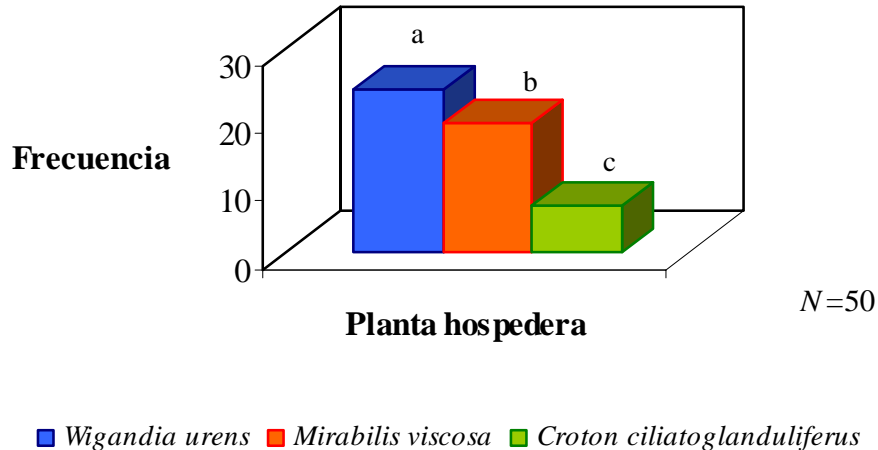 a
30
b
20
Frecuencia
c
10
0
N=50
Planta hospedera
Wigandia urens Mirabilis viscosa Croton ciliatoglanduliferus